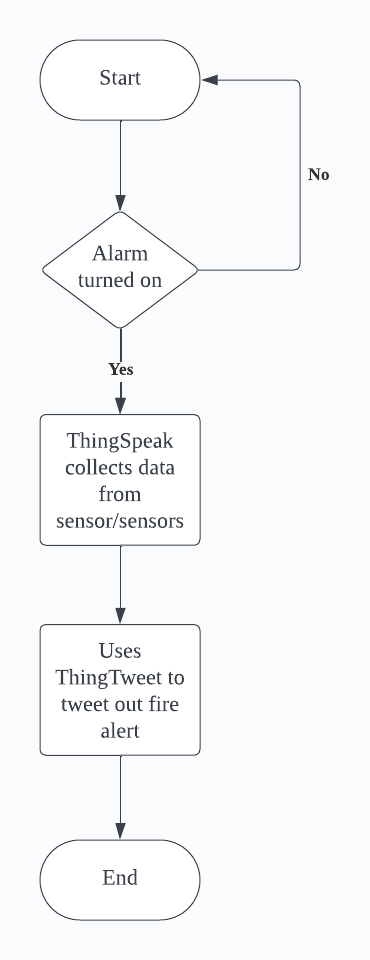 Start
No
Alarm
turned on
Yes
ThingSpeak
collects data
from
sensor/sensors
Uses
ThingTweet to
tweet out fire
alert
End